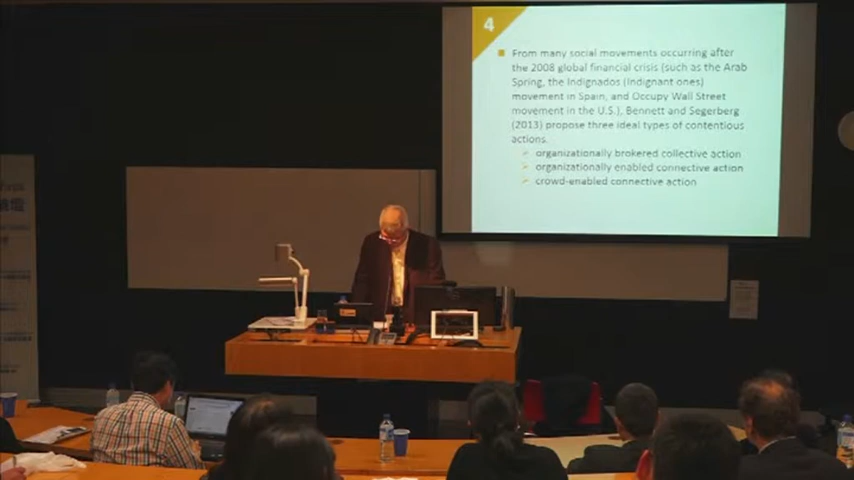 4
From many social movements occurring after
the 2008 global financial crisis (such as the Arab
Spring, the Indignados (Indignant ones)
movement in Spain, and Occupy Wall Street
movement in the U.S.), Bennett and Segerberg
(2013) propose three ideal types of contentious
actions.
organizationally brokered collective action
organizationally enabled connective action
crowd-enabled connective action